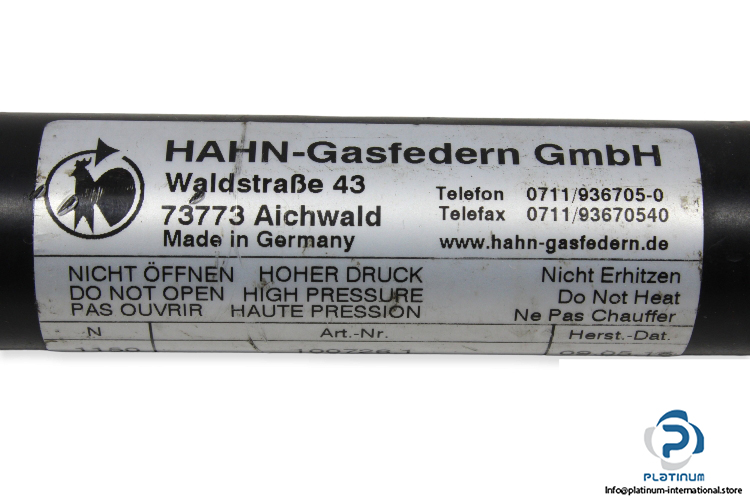 HAHN-Gasfedern GmbH
Waldstraße 43
73773 Aichwald
Made in Germany
Telefon 0711/936705-0
Telefax 0711/93670540
www.hahn-gasfedern.de
NICHT ÖFFNEN HOHER DRUCK Nicht Erhitzen
DO NOT OPEN HIGH PRESSURE Do Not Heat
PAS OUVRIR HAUTE PRESSION Ne Pas Chauffer
N Art.-Nr. Herst.-Dat.
PLATINUM
Info@platinum-international.store